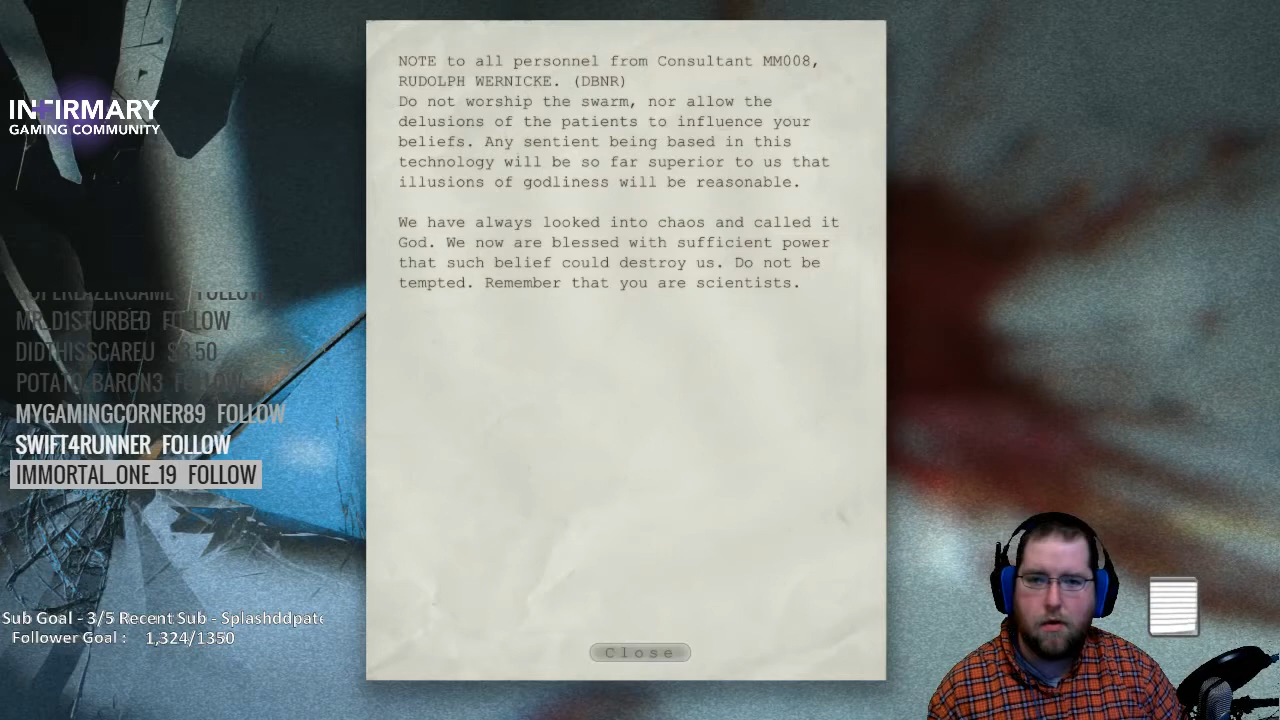 INFIRMARY
GAMING COMMUNITY
NOTE to all personnel from Consultant MM008,
RUDOLPH WERNICKE. (DBNR)
Do not worship the swarm, nor allow the
delusions of the patients to influence your
beliefs. Any sentient being based in this
technology will be so far superior to us that
illusions of godliness will be reasonable.
We have always looked into chaos and called it
God. We now are blessed with sufficient power
that such belief could destroy us. Do not be
tempted. Remember that you are scientists.
Close
FOLLOW
MR_D1STURBED FOLLOW
DIDTHISSCAREU $3.50
POTATO_BARON3 FOLLOW
MYGAMINGCORNER89 FOLLOW
SWIFT4RUNNER FOLLOW
IMMORTAL_ONE_19 FOLLOW
Sub Goal - 3/5 Recent Sub - Splashddpate
Follower Goal : 1,324/1350